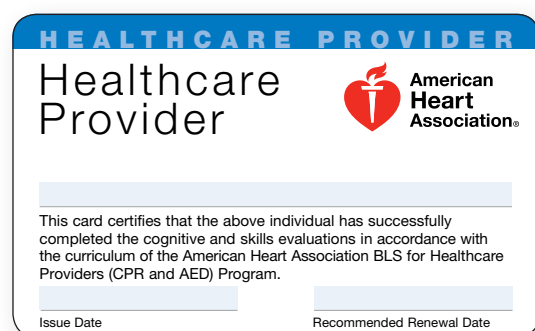 HEALTHCARE PROVIDER
Healthcare
Provider
American
Heart
Association®
This card certifies that the above individual has successfully
completed the cognitive and skills evaluations in accordance with
the curriculum of the American Heart Association BLS for Healthcare
Providers (CPR and AED) Program.
Issue Date
Recommended Renewal Date